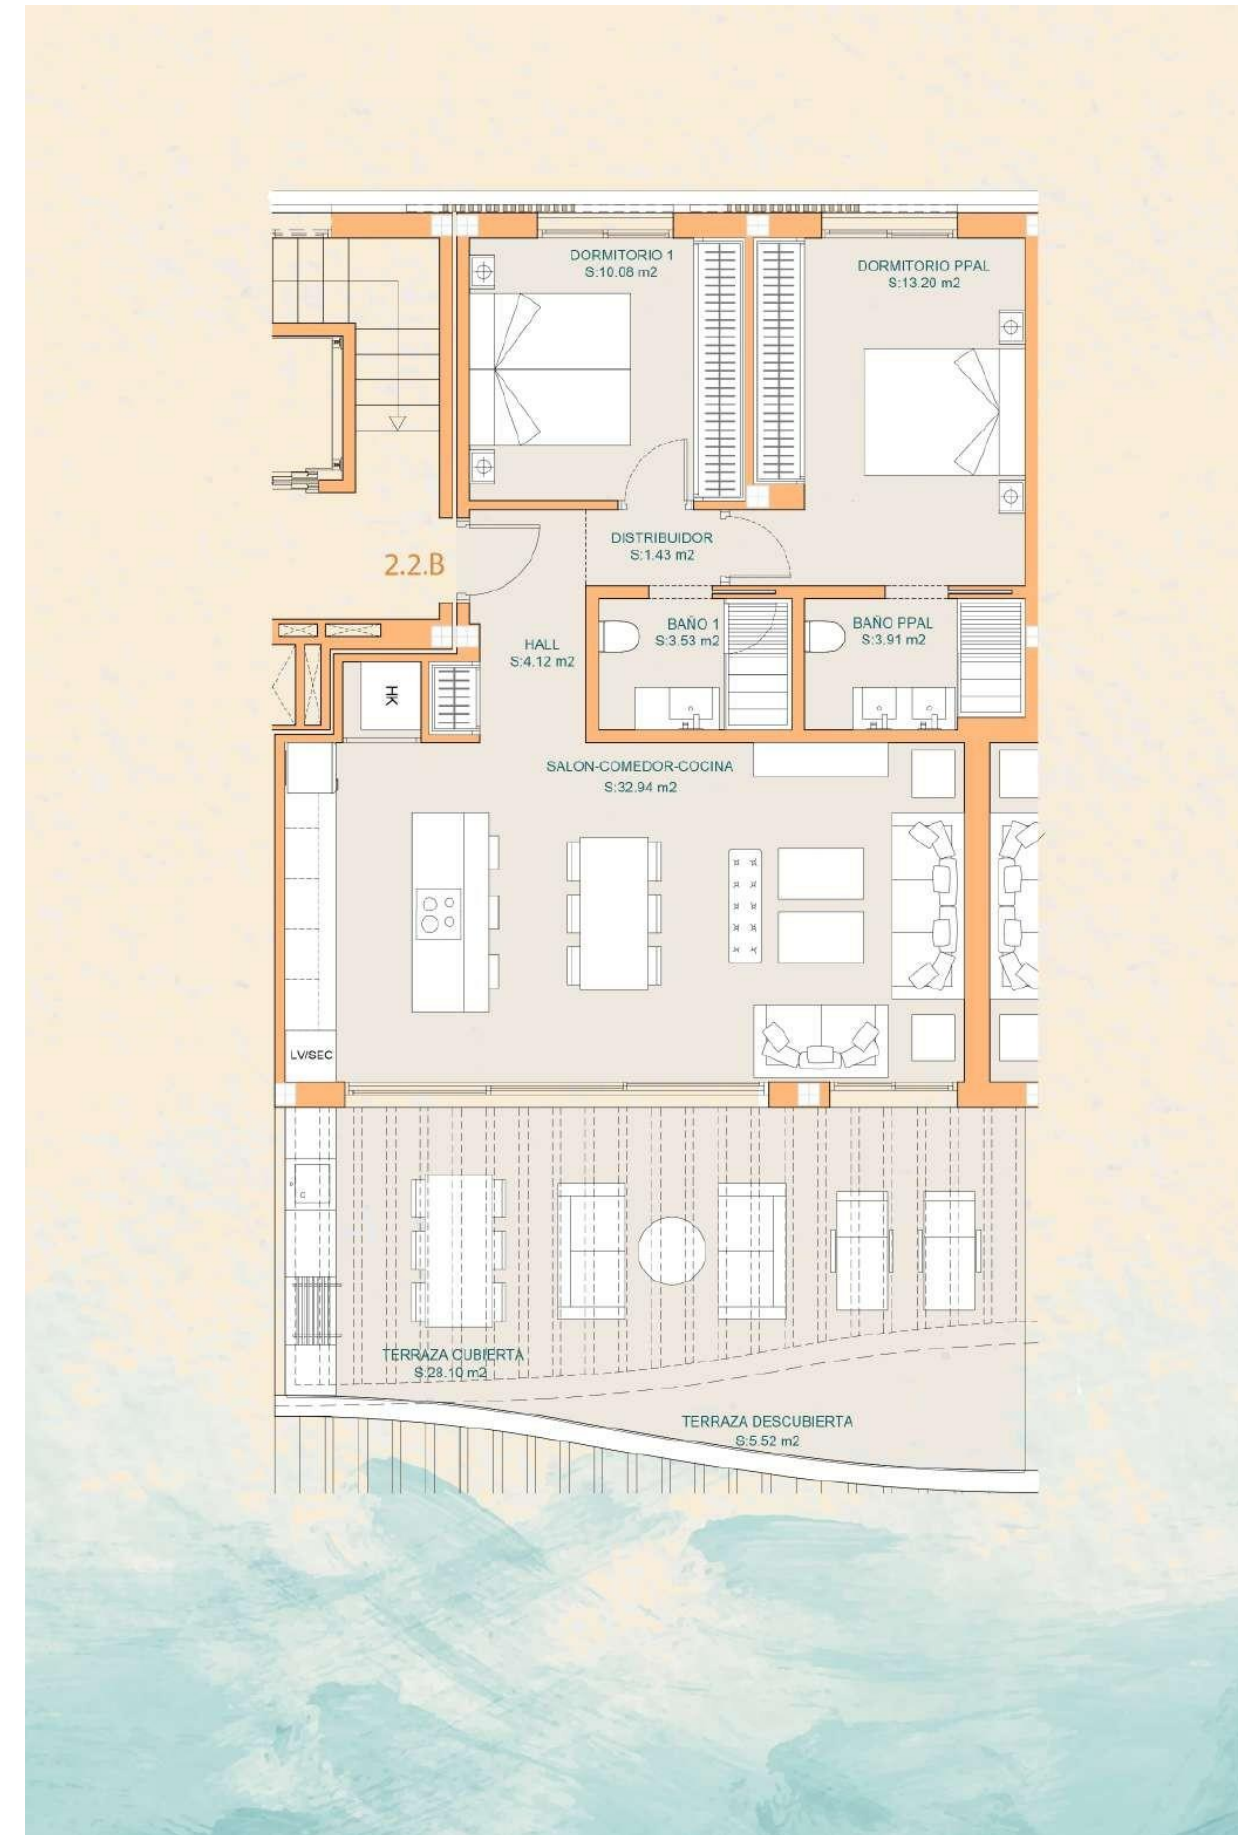 DORMITORIO 1
S:10.08 m2
DORMITORIO PPAL
S:13.20 m2
DISTRIBUIDOR
S:1.43 m2
2.2.B
BAÑO 1
S:3.53 m2
BAÑO PPAL
S:3.91 m2
HALL
S:4.12 m2
HK
SALON-COMEDOR-COCINA
S:32.94 m2
LV/SEC
C
TERRAZA CUBIERTA
S:28.10 m2
TERRAZA DESCUBIERTA
S:5.52 m2